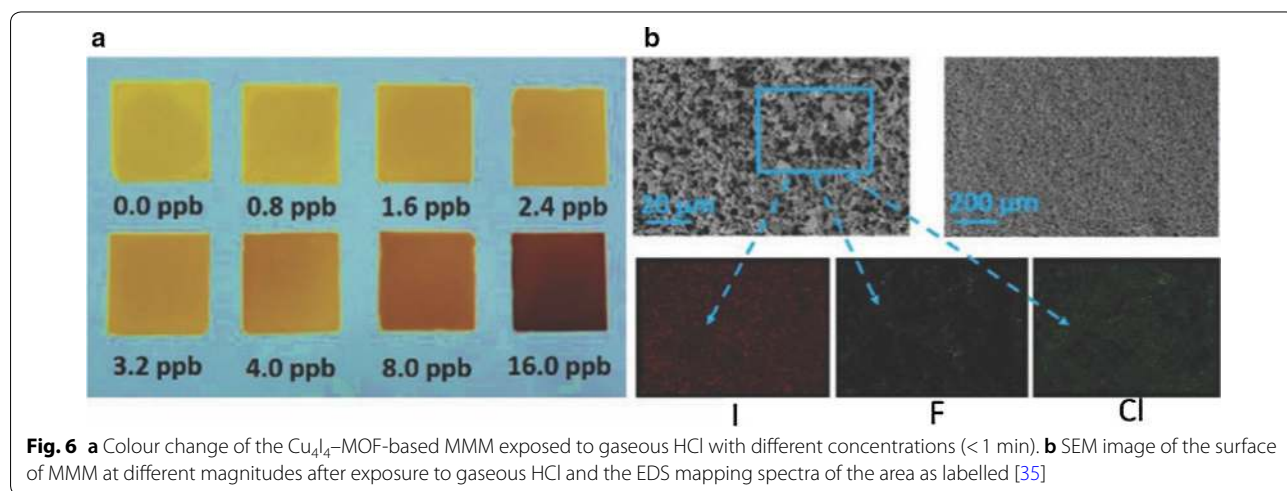 a
b
0.0 ppb 0.8 ppb 1.6 ppb 2.4 ppb
3.2 ppb 4.0 ppb 8.0 ppb 16.0 ppb
20 µm
200 µm
I F Cl
Fig. 6 a Colour change of the Cu₄I₄–MOF-based MMM exposed to gaseous HCl with different concentrations (< 1 min). b SEM image of the surface
of MMM at different magnitudes after exposure to gaseous HCl and the EDS mapping spectra of the area as labelled [35]